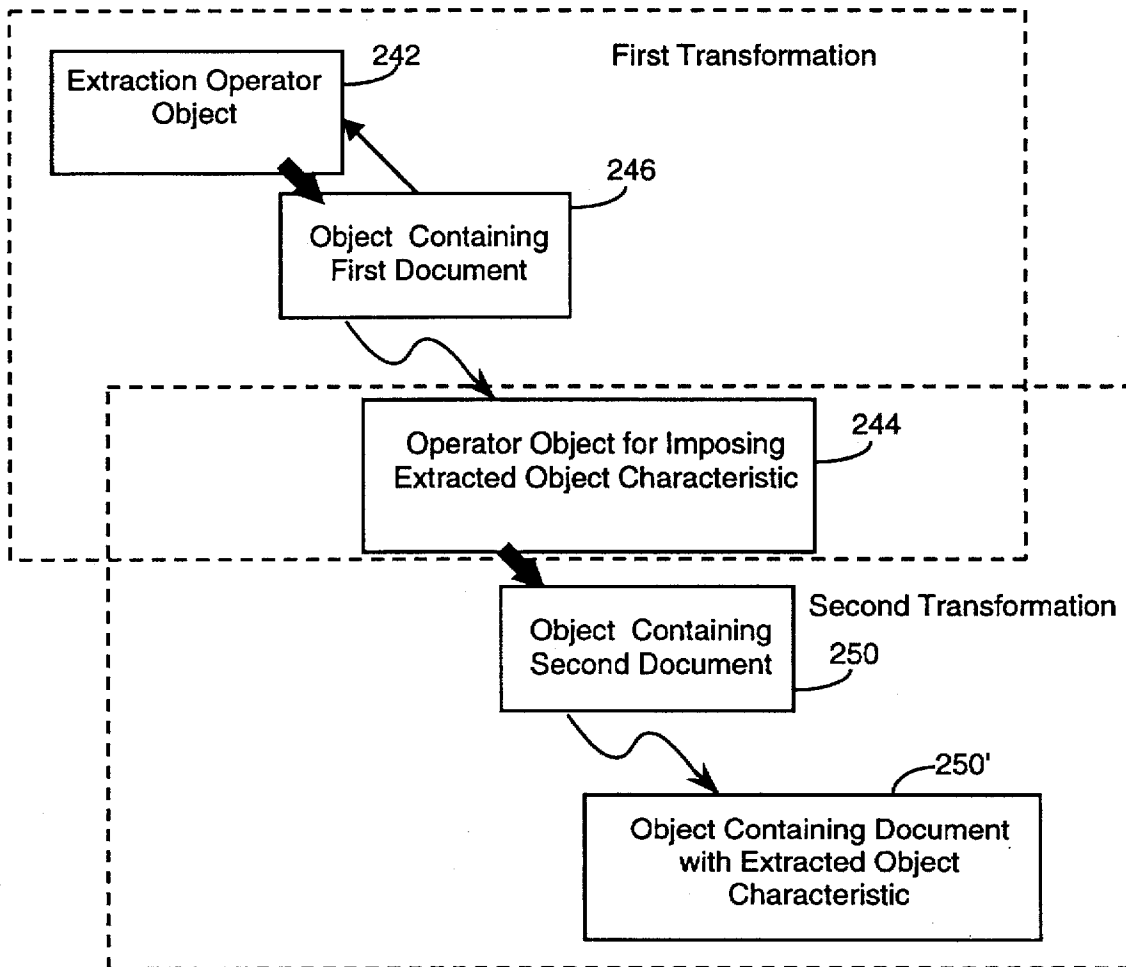 242
First Transformation
Extraction Operator
Object
246
Object Containing
First Document
244
Operator Object for Imposing
Extracted Object Characteristic
Second Transformation
Object Containing
Second Document
250
250'
Object Containing Document
with Extracted Object
Characteristic